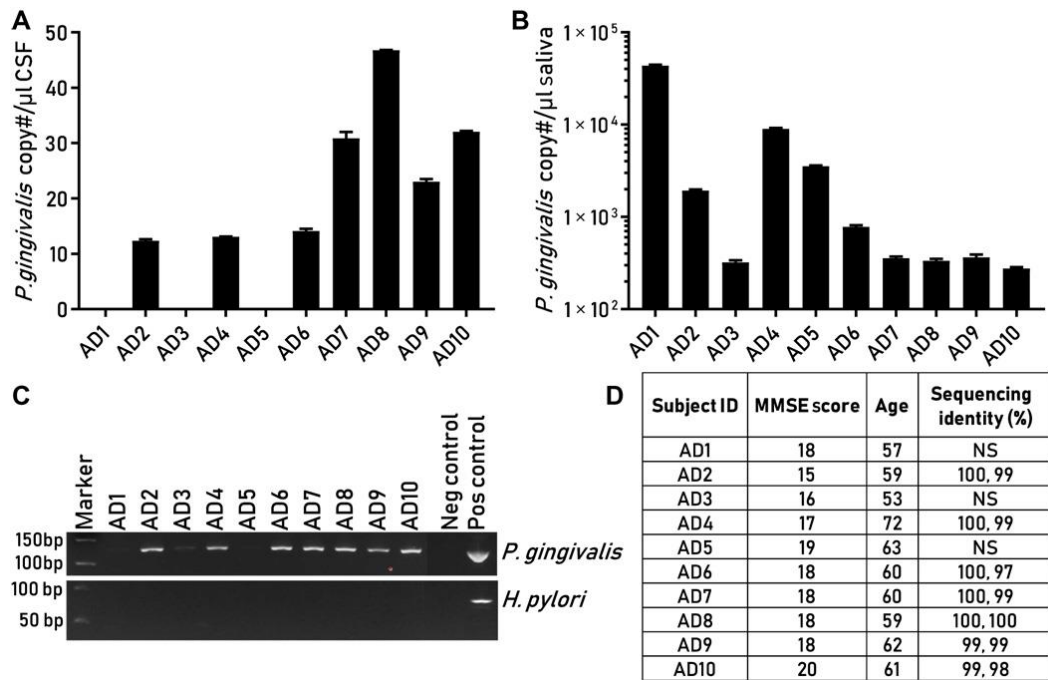 A
P.gingivalis copy#/µl CSF
50
40
30
20
10
0
AD1 AD2 AD3 AD4 AD5 AD6 AD7 AD8 AD9 AD10
B
P. gingivalis copy#/µl saliva
1×10⁵
1×10⁴
1×10³
1×10²
AD1 AD2 AD3 AD4 AD5 AD6 AD7 AD8 AD9 AD10
C
Marker AD1 AD2 AD3 AD4 AD5 AD6 AD7 AD8 AD9 AD10 Neg control Pos control
150bp
100bp
P. gingivalis
100 bp
50 bp
H. pylori
D
Subject ID MMSE score Age Sequencing
identity (%)
AD1 18 57 NS
AD2 15 59 100, 99
AD3 16 53 NS
AD4 17 72 100, 99
AD5 19 63 NS
AD6 18 60 100, 97
AD7 18 60 100, 99
AD8 18 59 100, 100
AD9 18 62 99, 99
AD10 20 61 99, 98